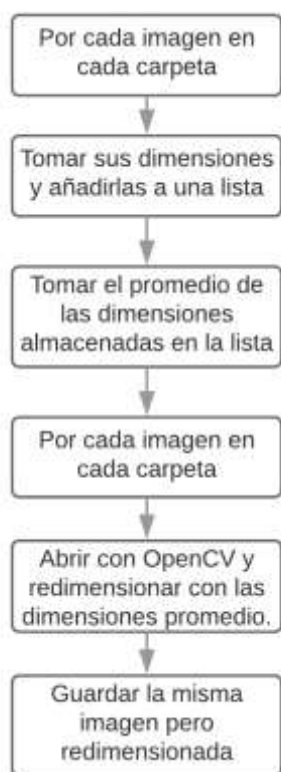 Por cada imagen en
cada carpeta
Tomar sus dimensiones
y añadirlas a una lista
Tomar el promedio de
las dimensiones
almacenadas en la lista
Por cada imagen en
cada carpeta
Abrir con OpenCV y
redimensionar con las
dimensiones promedio.
Guardar la misma
imagen pero
redimensionada